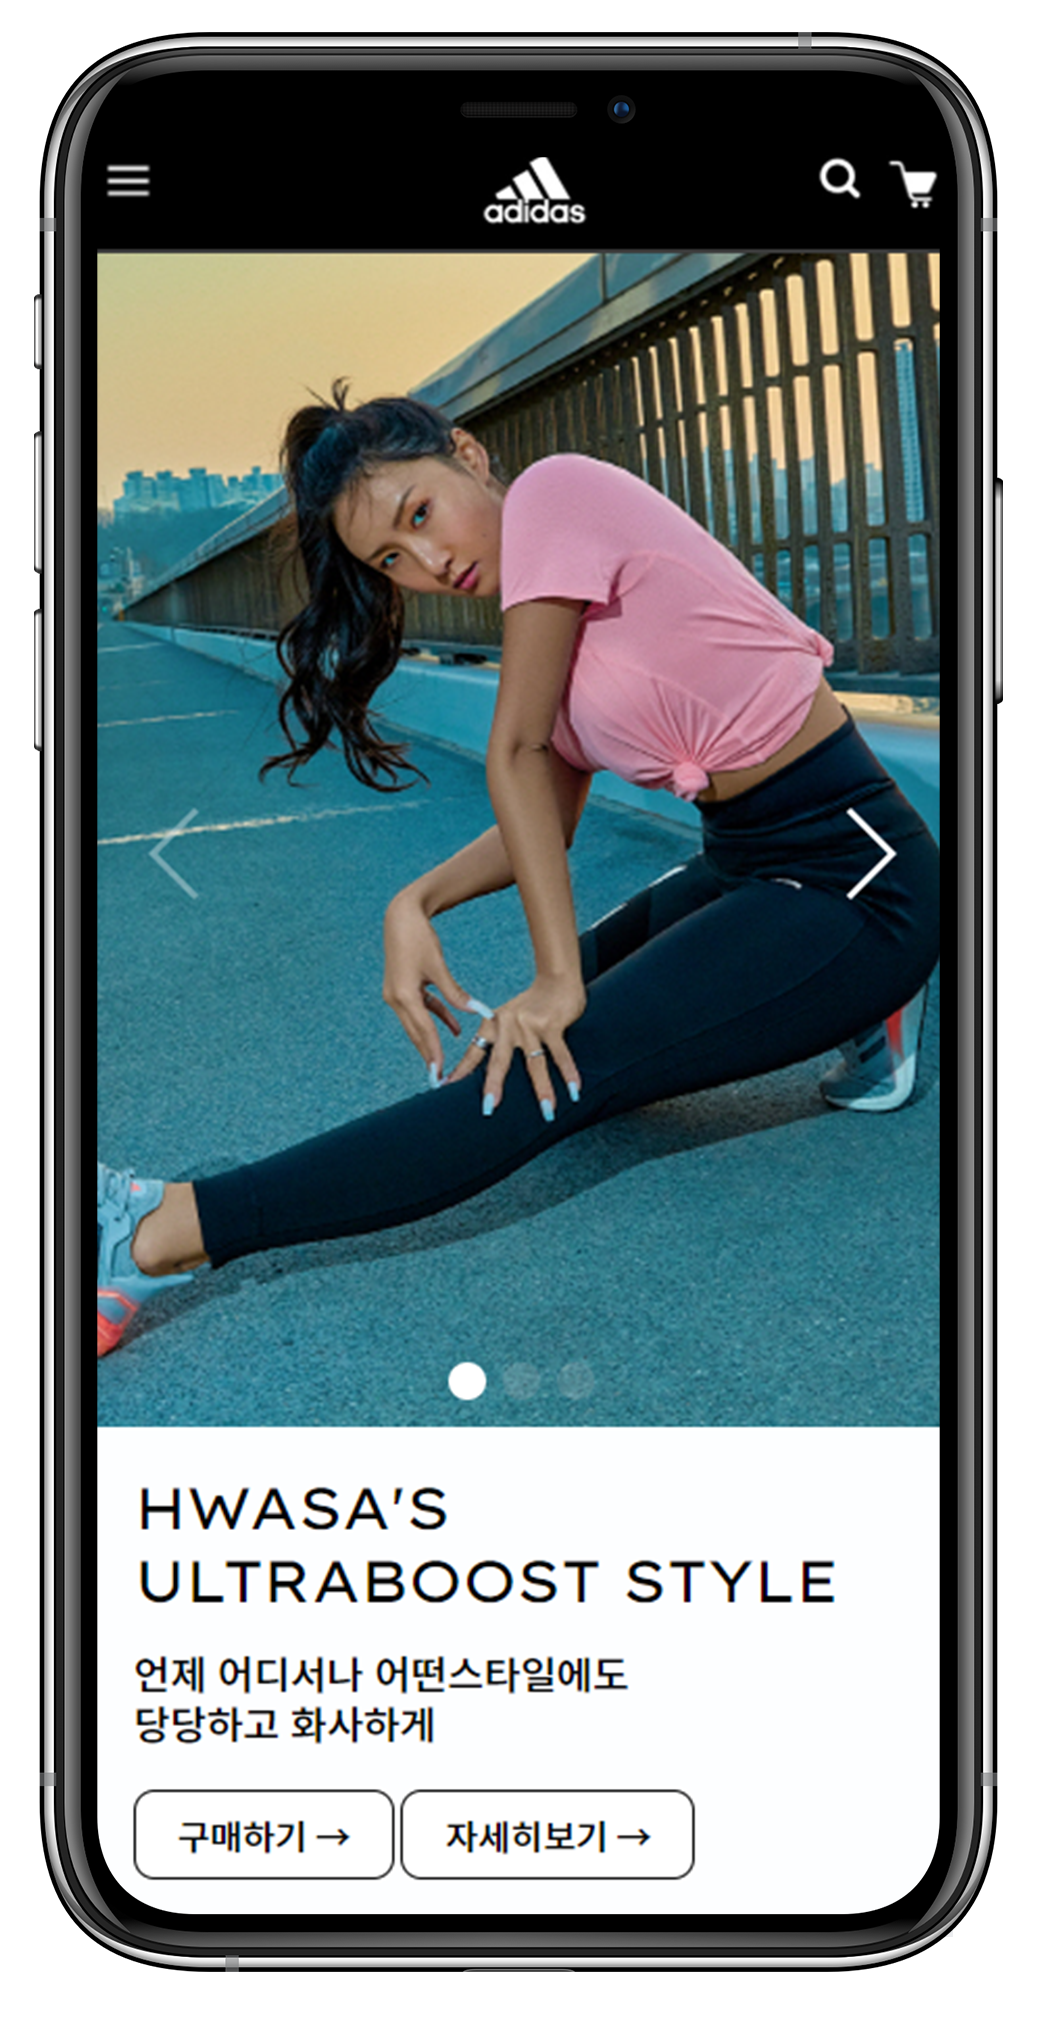 adidas
HWASA'S
ULTRABOOST STYLE
언제 어디서나 어떤스타일에도
당당하고 화사하게
구매하기 →
자세히보기 →